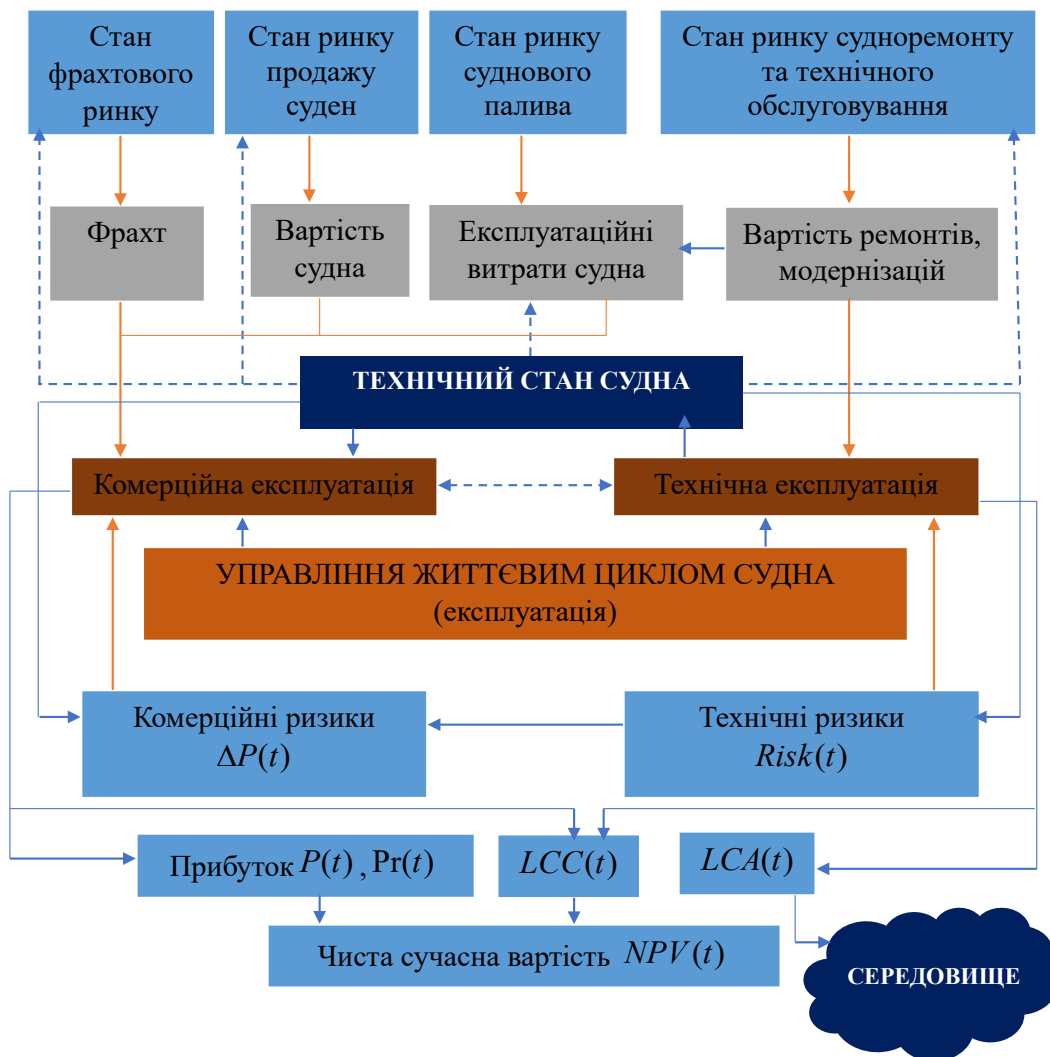 Стан
фрахтового
ринку
Стан ринку
продажу
суден
Стан ринку
суднового
палива
Стан ринку судноремонту
та технічного
обслуговування
Фрахт
Вартість
судна
Експлуатаційні
витрати судна
Вартість ремонтів,
модернізацій
ТЕХНІЧНИЙ СТАН СУДНА
Комерційна експлуатація
Технічна експлуатація
УПРАВЛІННЯ ЖИТТЄВИМ ЦИКЛОМ СУДНА
(експлуатація)
Комерційні ризики
ΔP(t)
Технічні ризики
Risk(t)
Прибуток P(t), Pr(t)
LCC(t)
LCA(t)
Чиста сучасна вартість NPV(t)
СЕРЕДОВИЩЕ